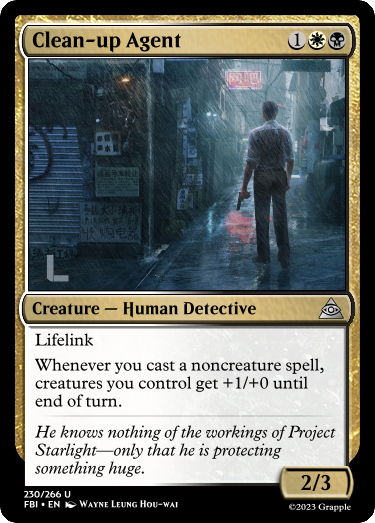 Clean-up Agent 1
Creature — Human Detective
Lifelink
Whenever you cast a noncreature spell,
creatures you control get +1/+0 until
end of turn.
He knows nothing of the workings of Project
Starlight—only that he is protecting
something huge.
2/3
230/266 U
FBI • EN Wayne Leung Hou-wai
©2023 Grapple